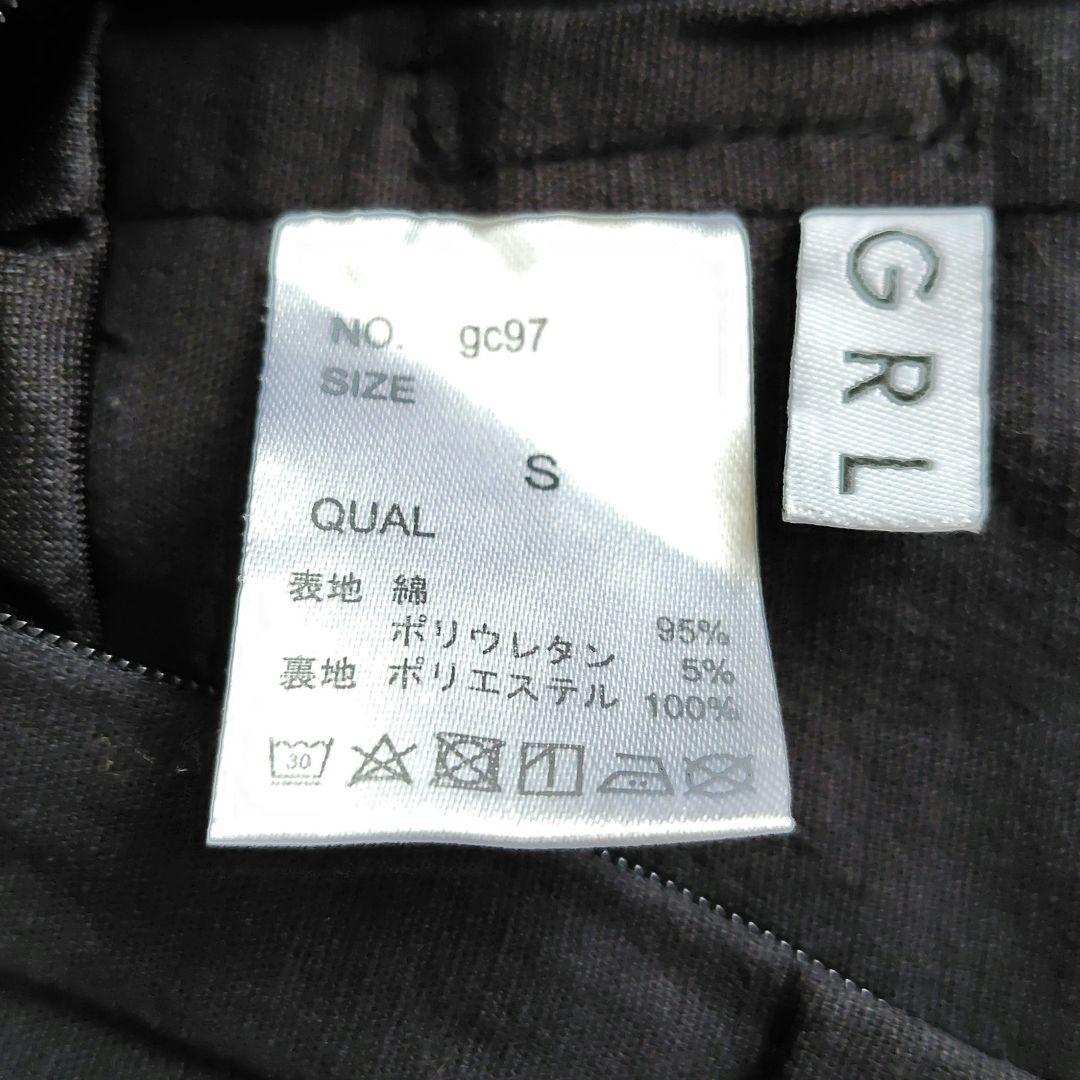 NO. gc97
SIZE
S
QUAL
表地 綿 95%
ポリウレタン 5%
裏地 ポリエステル 100%
30
GRL